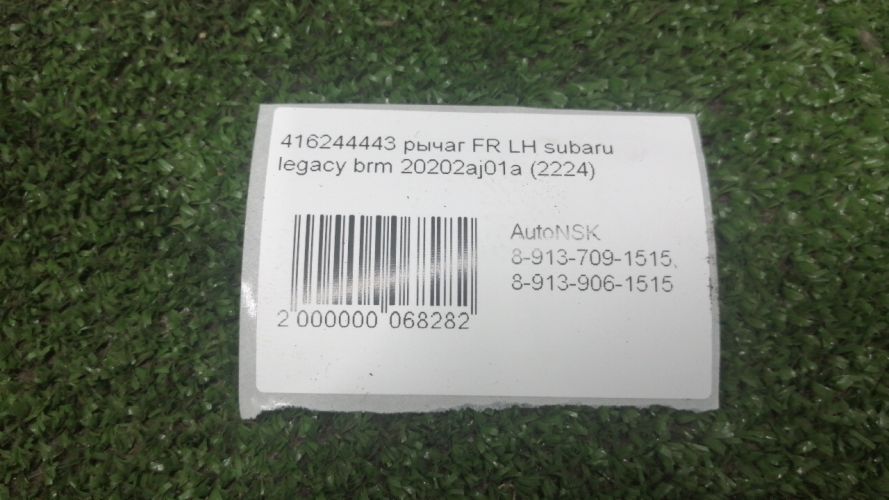 416244443 рычаг FR LH subaru
legacy brm 20202aj01a (2224)
AutoNSK
8-913-709-1515,
8-913-906-1515
2 000000 068282